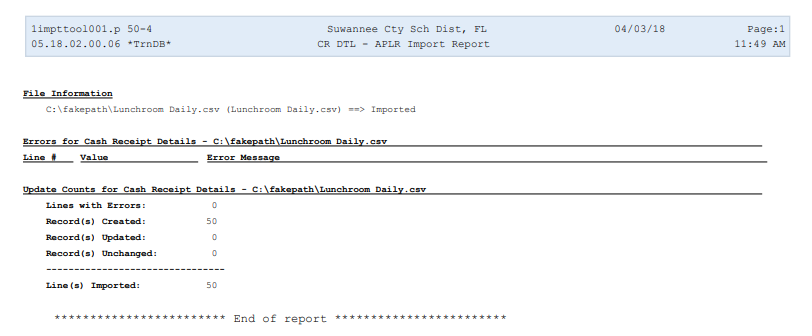 1impttool001.p 50-4 Suwannee Cty Sch Dist, FL 04/03/18 Page:1
05.18.02.00.06 *TrnDB* CR DTL - APLR Import Report 11:49 AM
File Information
C:\fakepath\Lunchroom Daily.csv (Lunchroom Daily.csv) ==> Imported
Errors for Cash Receipt Details - C:\fakepath\Lunchroom Daily.csv
Line # Value Error Message
Update Counts for Cash Receipt Details - C:\fakepath\Lunchroom Daily.csv
Lines with Errors: 0
Record(s) Created: 50
Record(s) Updated: 0
Record(s) Unchanged: 0
--------------------------------
Line(s) Imported: 50
************************ End of report ************************